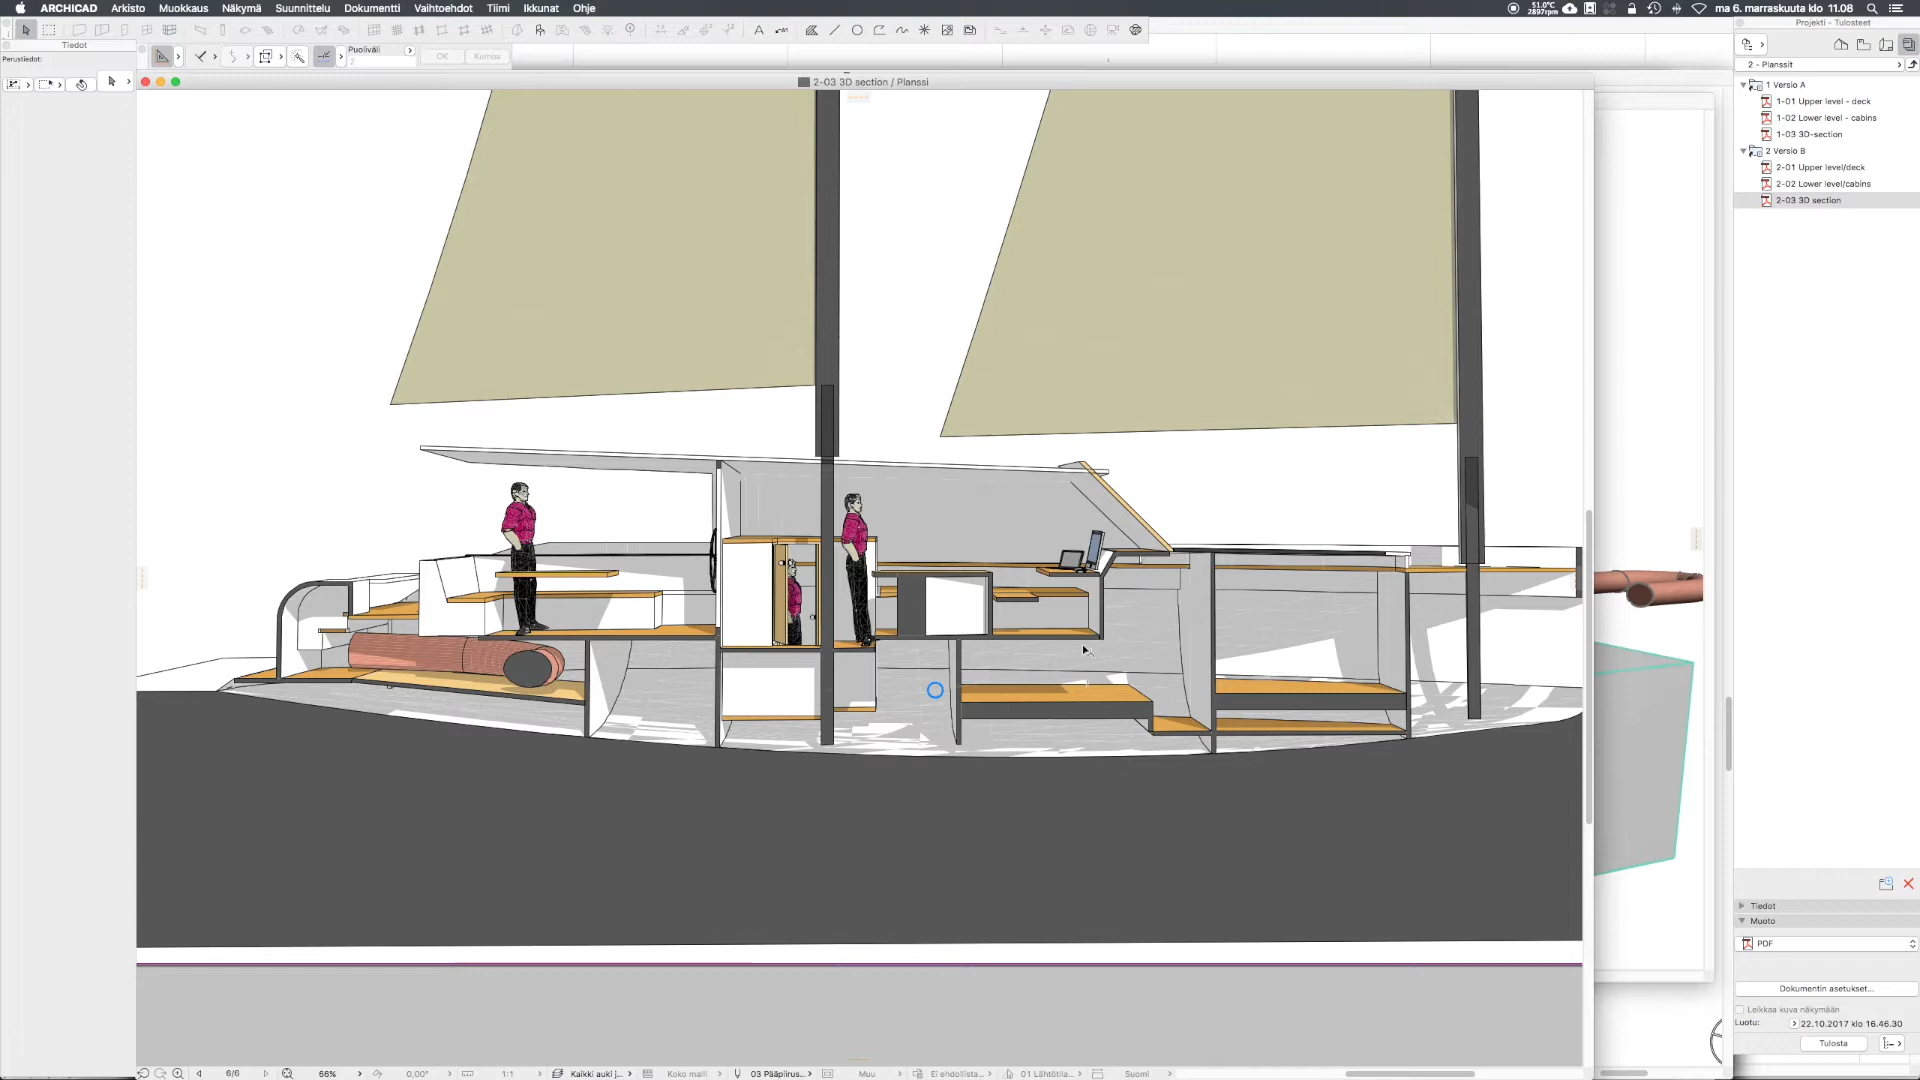 ARCHICAD Arkisto Muokkaus Näkymä Suunnittelu Dokumentti Vaihtoehdot Tiimi Ikkunat Ohje
51.0°C
2897rpm
ma 6. marraskuuta klo 11.08
Tiedot
Projekti - Tulosteet
Perustiedot:
Puoliväli
2
OK
Kumoa
2 - Planssit
2-03 3D section / Planssi
1 Versio A
1-01 Upper level - deck
1-02 Lower level - cabins
1-03 3D-section
2 Versio B
2-01 Upper level/deck
2-02 Lower level/cabins
2-03 3D section
Tiedot
Muoto
PDF
Dokumentin asetukset...
Leikkaa kuva näkymään
Luotu:
22.10.2017 klo 16.46.30
Tulosta
6/6
66%
0,00°
1:1
Kaikki auki j...
Koko malli
03 Pääpiirus...
Muu
Ei ehdollista...
01 Lähtötila...
Suomi